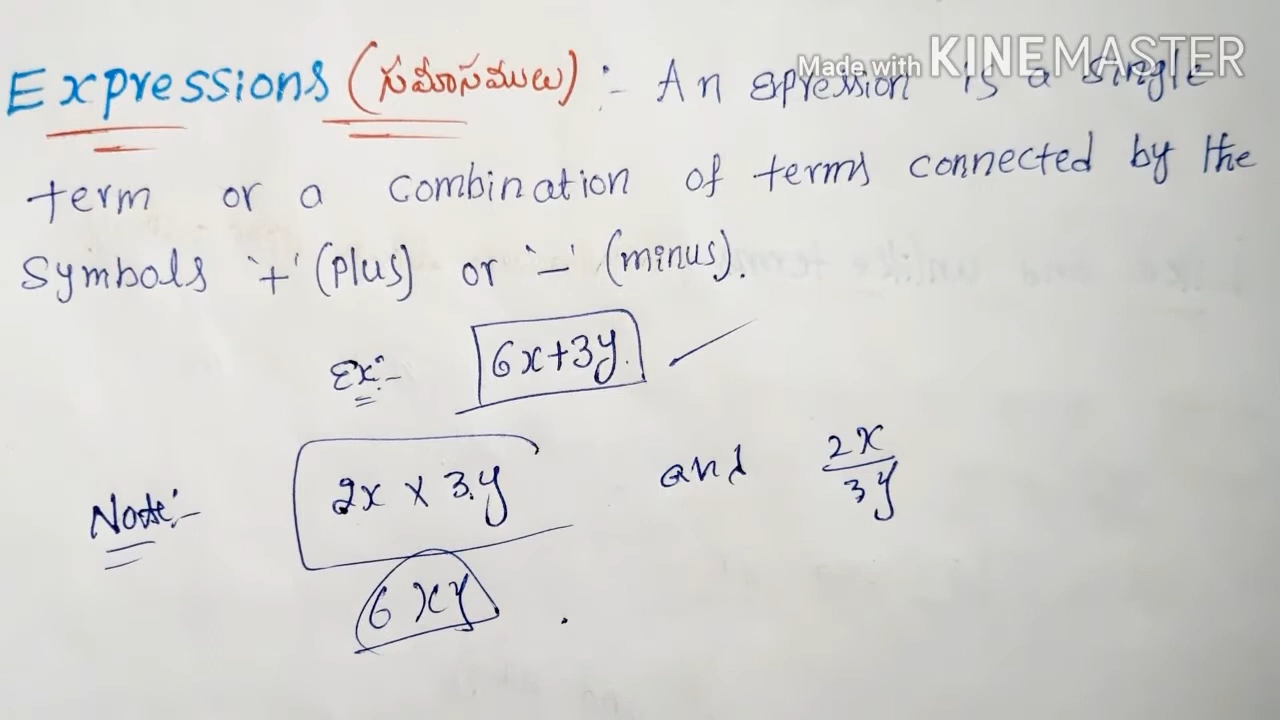 Made with KINEMASTER
Expressions (సమాసములు) :- An epression is a single
term or a combination of terms connected by the
symbols '+' (plus) or '-' (minus).
Ex:- 6x+3y.
Note:- 2x × 3y and 2x/3y
6xy